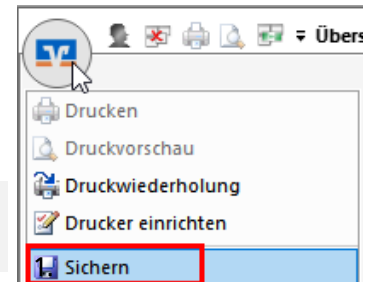 Übers
Drucken
Druckvorschau
Druckwiederholung
Drucker einrichten
Sichern